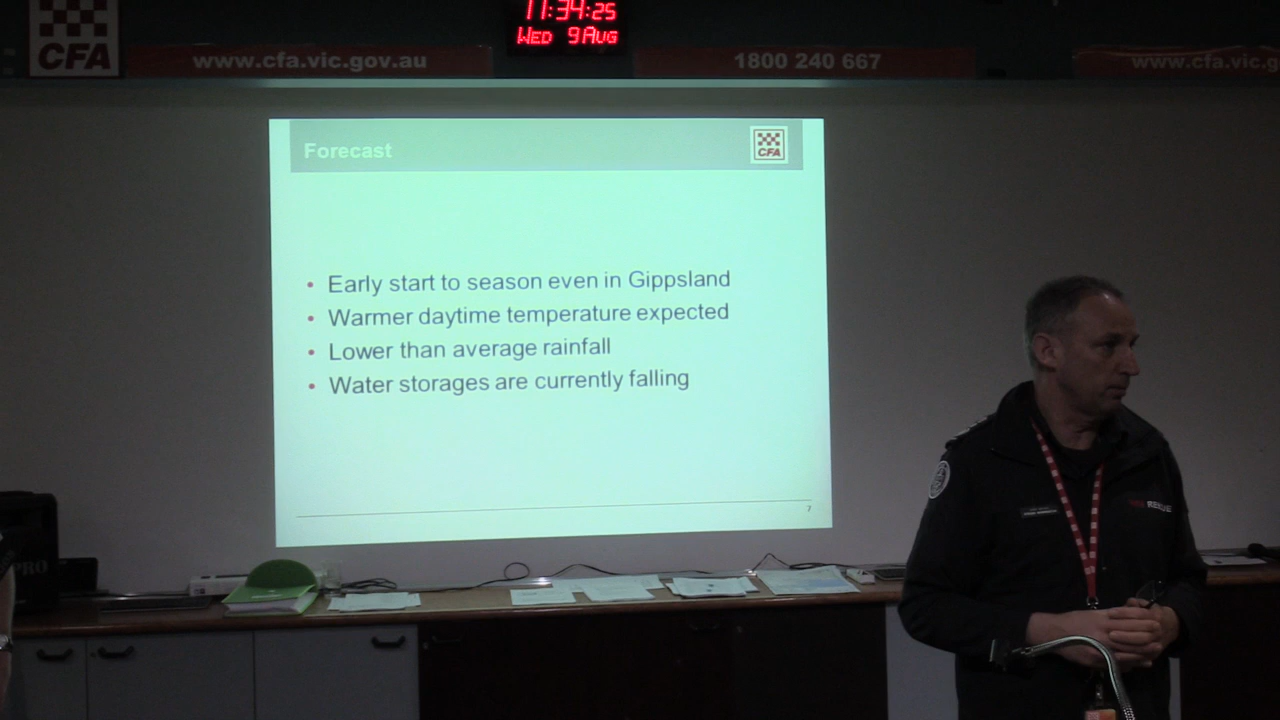 11:34:25
WED 9AUG
CFA
www.cfa.vic.gov.au
1800 240 667
www.cfa.vic.g
Forecast
CFA
• Early start to season even in Gippsland
• Warmer daytime temperature expected
• Lower than average rainfall
• Water storages are currently falling
7
PRO